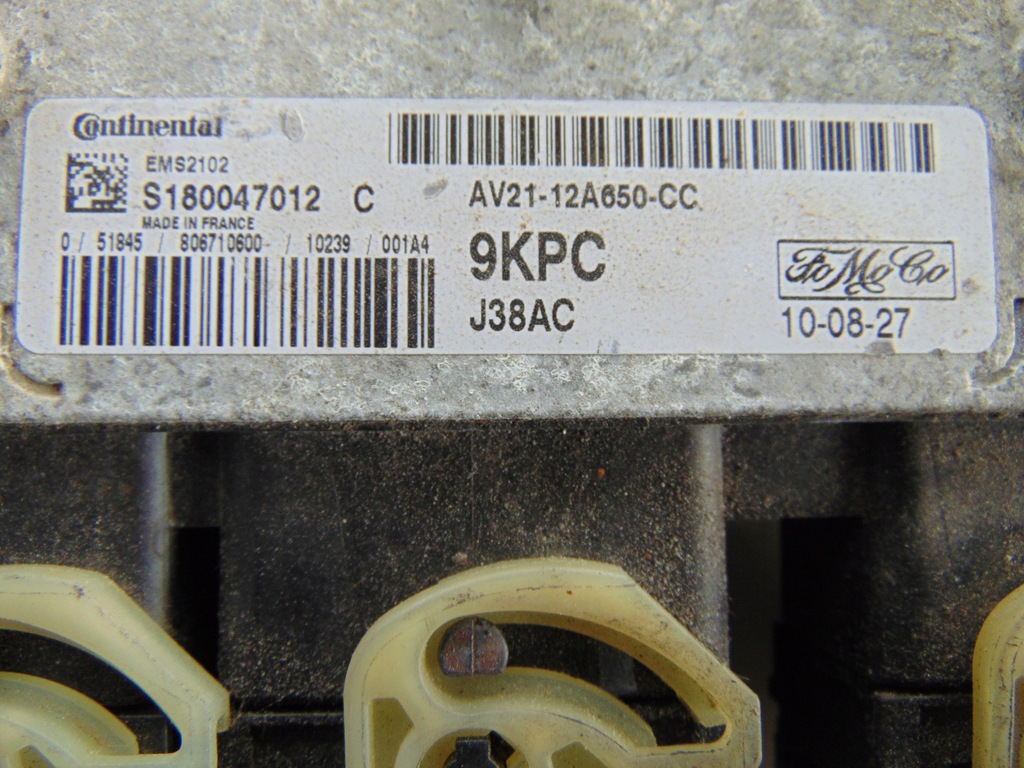 Continental
EMS2102
S180047012 C
MADE IN FRANCE
0 / 51845 / 806710600 / 10239 / 001A4
AV21-12A650-CC
9KPC
J38AC
FoMoCo
10-08-27